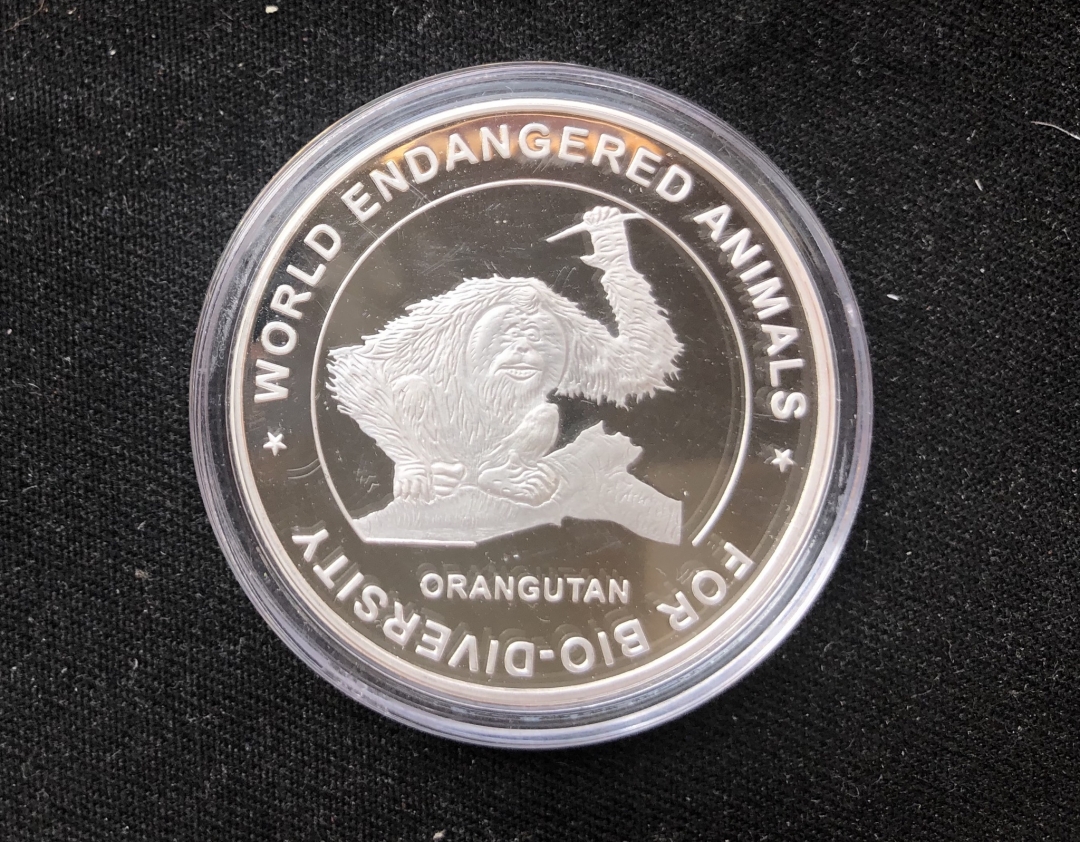 WORLD ENDANGERED ANIMALS
FOR BIO-DIVERSITY
ORANGUTAN